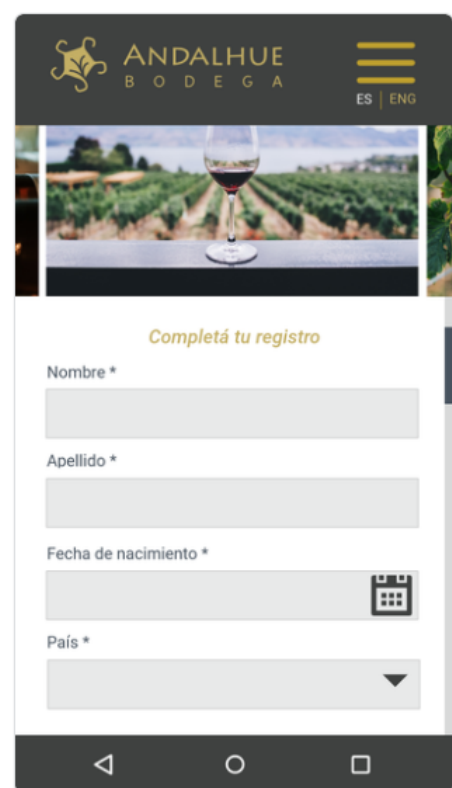 ANDALHUE
BODEGA
ES | ENG
Completá tu registro
Nombre *
Apellido *
Fecha de nacimiento *
País *